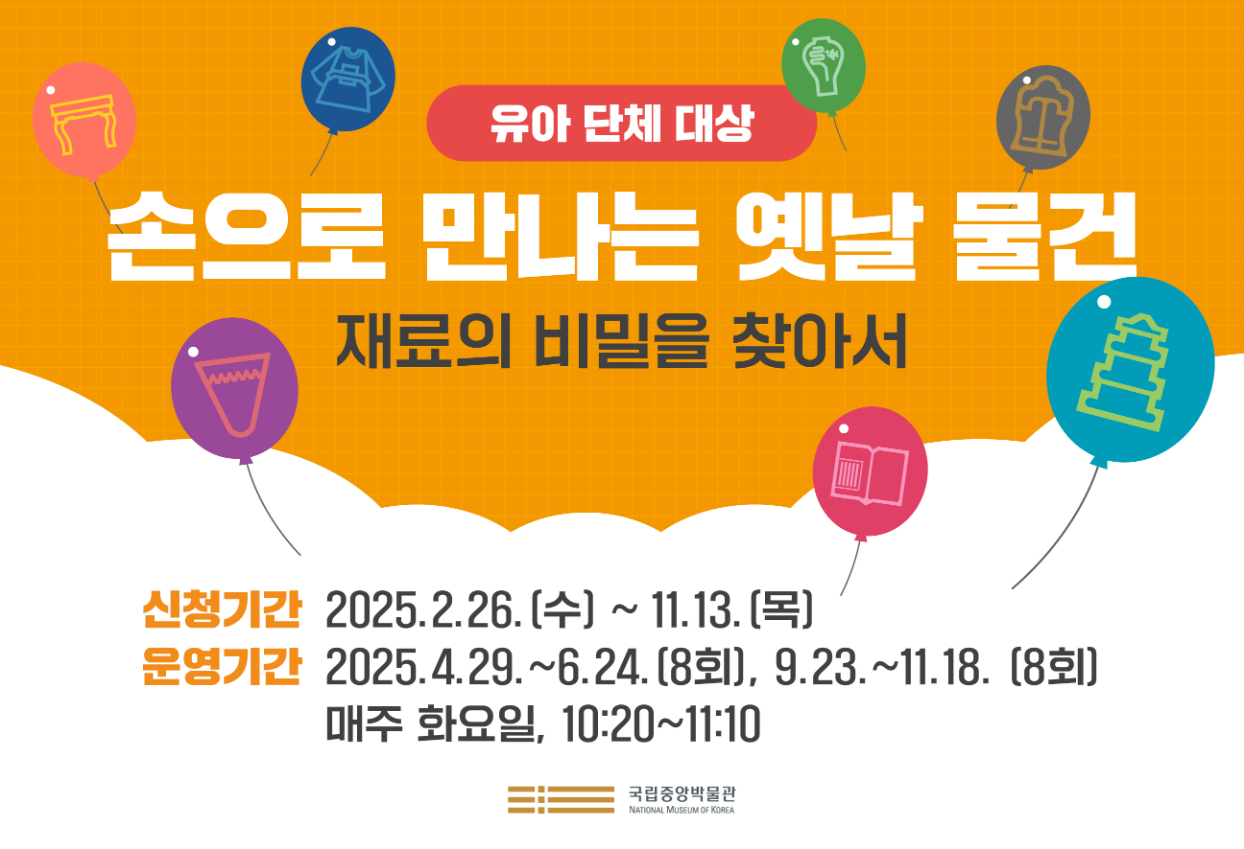 유아 단체 대상
손으로 만나는 옛날 물건
재료의 비밀을 찾아서
신청기간 2025.2.26.(수) ~ 11.13.(목)
운영기간 2025.4.29.~6.24.(8회), 9.23.~11.18. (8회)
매주 화요일, 10:20~11:10
국립중앙박물관
NATIONAL MUSEUM OF KOREA